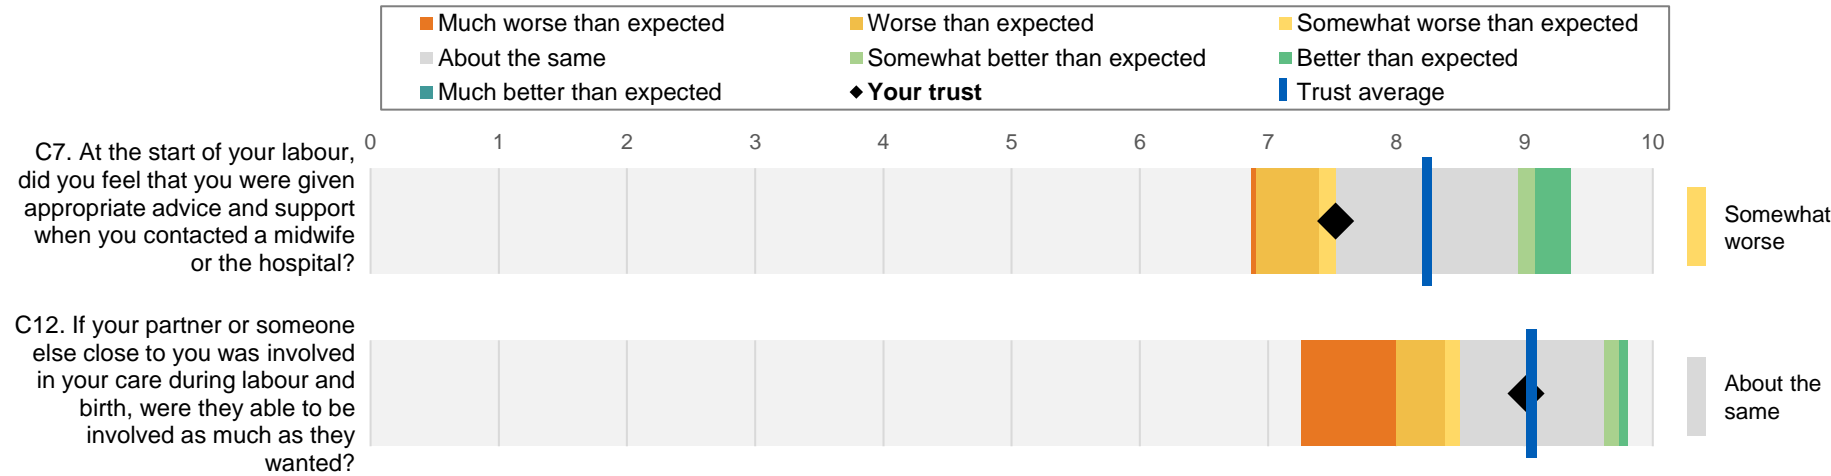 Much worse than expected
Worse than expected
Somewhat worse than expected
About the same
Somewhat better than expected
Better than expected
Much better than expected
Your trust
Trust average
0 1 2 3 4 5 6 7 8 9 10
C7. At the start of your labour,
did you feel that you were given
appropriate advice and support
when you contacted a midwife
or the hospital?
Somewhat
worse
C12. If your partner or someone
else close to you was involved
in your care during labour and
birth, were they able to be
involved as much as they
wanted?
About the
same